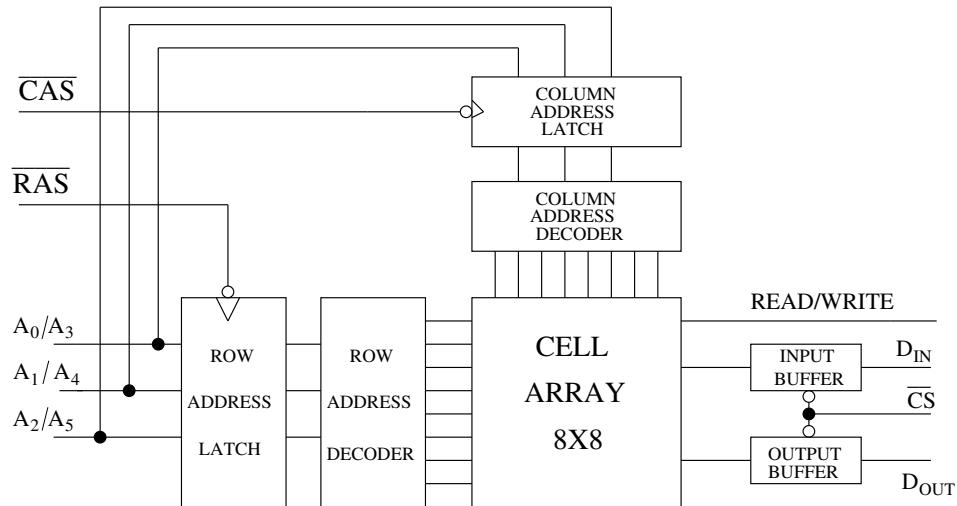 CAS
COLUMN
ADDRESS
LATCH
RAS
COLUMN
ADDRESS
DECODER
READ/WRITE
A0/A3
ROW
ADDRESS
LATCH
ROW
ADDRESS
DECODER
CELL
ARRAY
8X8
INPUT
BUFFER
DIN
A1/A4
CS
A2/A5
OUTPUT
BUFFER
DOUT